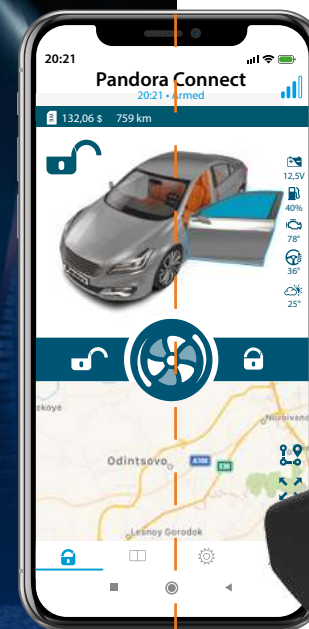 20:21
Pandora Connect
20:21 • Armed
SIM 132,06 $ 759 km
12,5V
40%
78°
36°
25°
Odintsovo
A100
E30
Lesnoy Gorodok